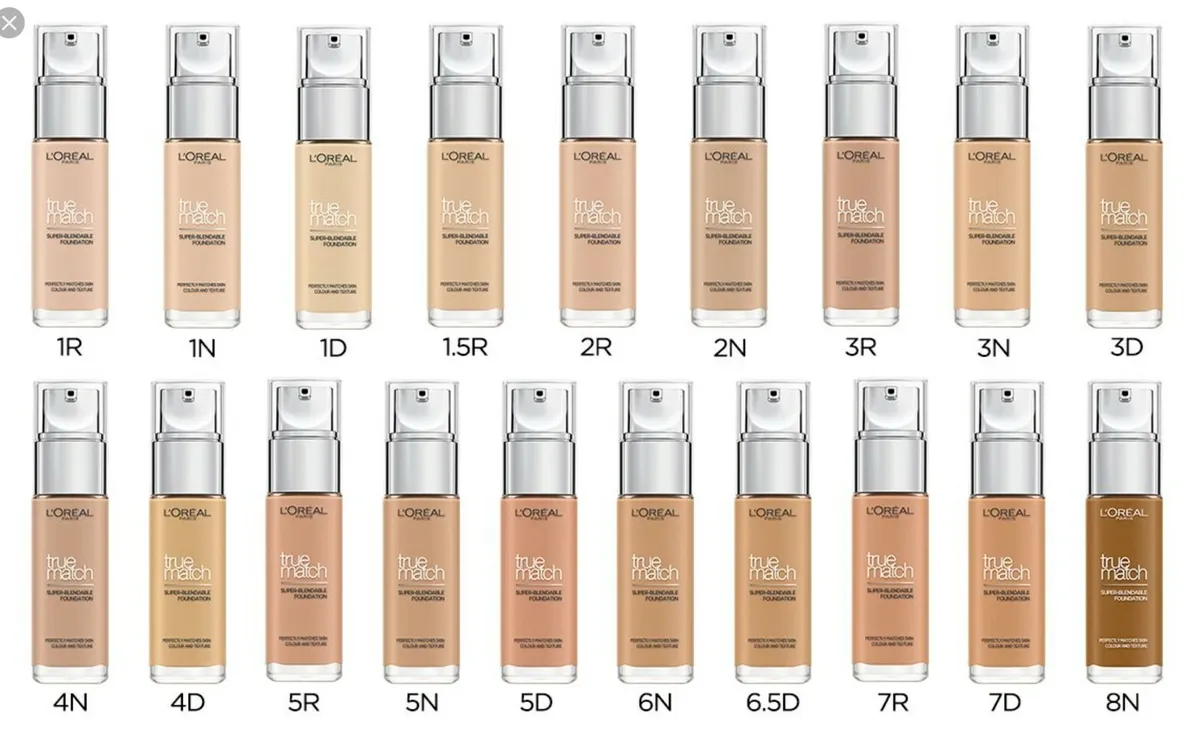 L'ORÉAL L'ORÉAL L'ORÉAL L'ORÉAL L'ORÉAL L'ORÉAL L'ORÉAL L'ORÉAL L'ORÉAL
PARIS PARIS PARIS PARIS PARIS PARIS PARIS PARIS PARIS
true true true true true true true true true
match match match match match match match match match
SUPER-BLENDABLE SUPER-BLENDABLE SUPER-BLENDABLE SUPER-BLENDABLE SUPER-BLENDABLE SUPER-BLENDABLE SUPER-BLENDABLE SUPER-BLENDABLE SUPER-BLENDABLE
FOUNDATION FOUNDATION FOUNDATION FOUNDATION FOUNDATION FOUNDATION FOUNDATION FOUNDATION FOUNDATION
PERFECTLY MATCHES SKIN PERFECTLY MATCHES SKIN PERFECTLY MATCHES SKIN PERFECTLY MATCHES SKIN PERFECTLY MATCHES SKIN PERFECTLY MATCHES SKIN PERFECTLY MATCHES SKIN PERFECTLY MATCHES SKIN PERFECTLY MATCHES SKIN
COLOUR AND TEXTURE COLOUR AND TEXTURE COLOUR AND TEXTURE COLOUR AND TEXTURE COLOUR AND TEXTURE COLOUR AND TEXTURE COLOUR AND TEXTURE COLOUR AND TEXTURE COLOUR AND TEXTURE
1R 1N 1D 1.5R 2R 2N 3R 3N 3D
L'ORÉAL L'ORÉAL L'ORÉAL L'ORÉAL L'ORÉAL L'ORÉAL L'ORÉAL L'ORÉAL L'ORÉAL L'ORÉAL
PARIS PARIS PARIS PARIS PARIS PARIS PARIS PARIS PARIS PARIS
true true true true true true true true true true
match match match match match match match match match match
SUPER-BLENDABLE SUPER-BLENDABLE SUPER-BLENDABLE SUPER-BLENDABLE SUPER-BLENDABLE SUPER-BLENDABLE SUPER-BLENDABLE SUPER-BLENDABLE SUPER-BLENDABLE SUPER-BLENDABLE
FOUNDATION FOUNDATION FOUNDATION FOUNDATION FOUNDATION FOUNDATION FOUNDATION FOUNDATION FOUNDATION FOUNDATION
PERFECTLY MATCHES SKIN PERFECTLY MATCHES SKIN PERFECTLY MATCHES SKIN PERFECTLY MATCHES SKIN PERFECTLY MATCHES SKIN PERFECTLY MATCHES SKIN PERFECTLY MATCHES SKIN PERFECTLY MATCHES SKIN PERFECTLY MATCHES SKIN PERFECTLY MATCHES SKIN
COLOUR AND TEXTURE COLOUR AND TEXTURE COLOUR AND TEXTURE COLOUR AND TEXTURE COLOUR AND TEXTURE COLOUR AND TEXTURE COLOUR AND TEXTURE COLOUR AND TEXTURE COLOUR AND TEXTURE COLOUR AND TEXTURE
4N 4D 5R 5N 5D 6N 6.5D 7R 7D 8N